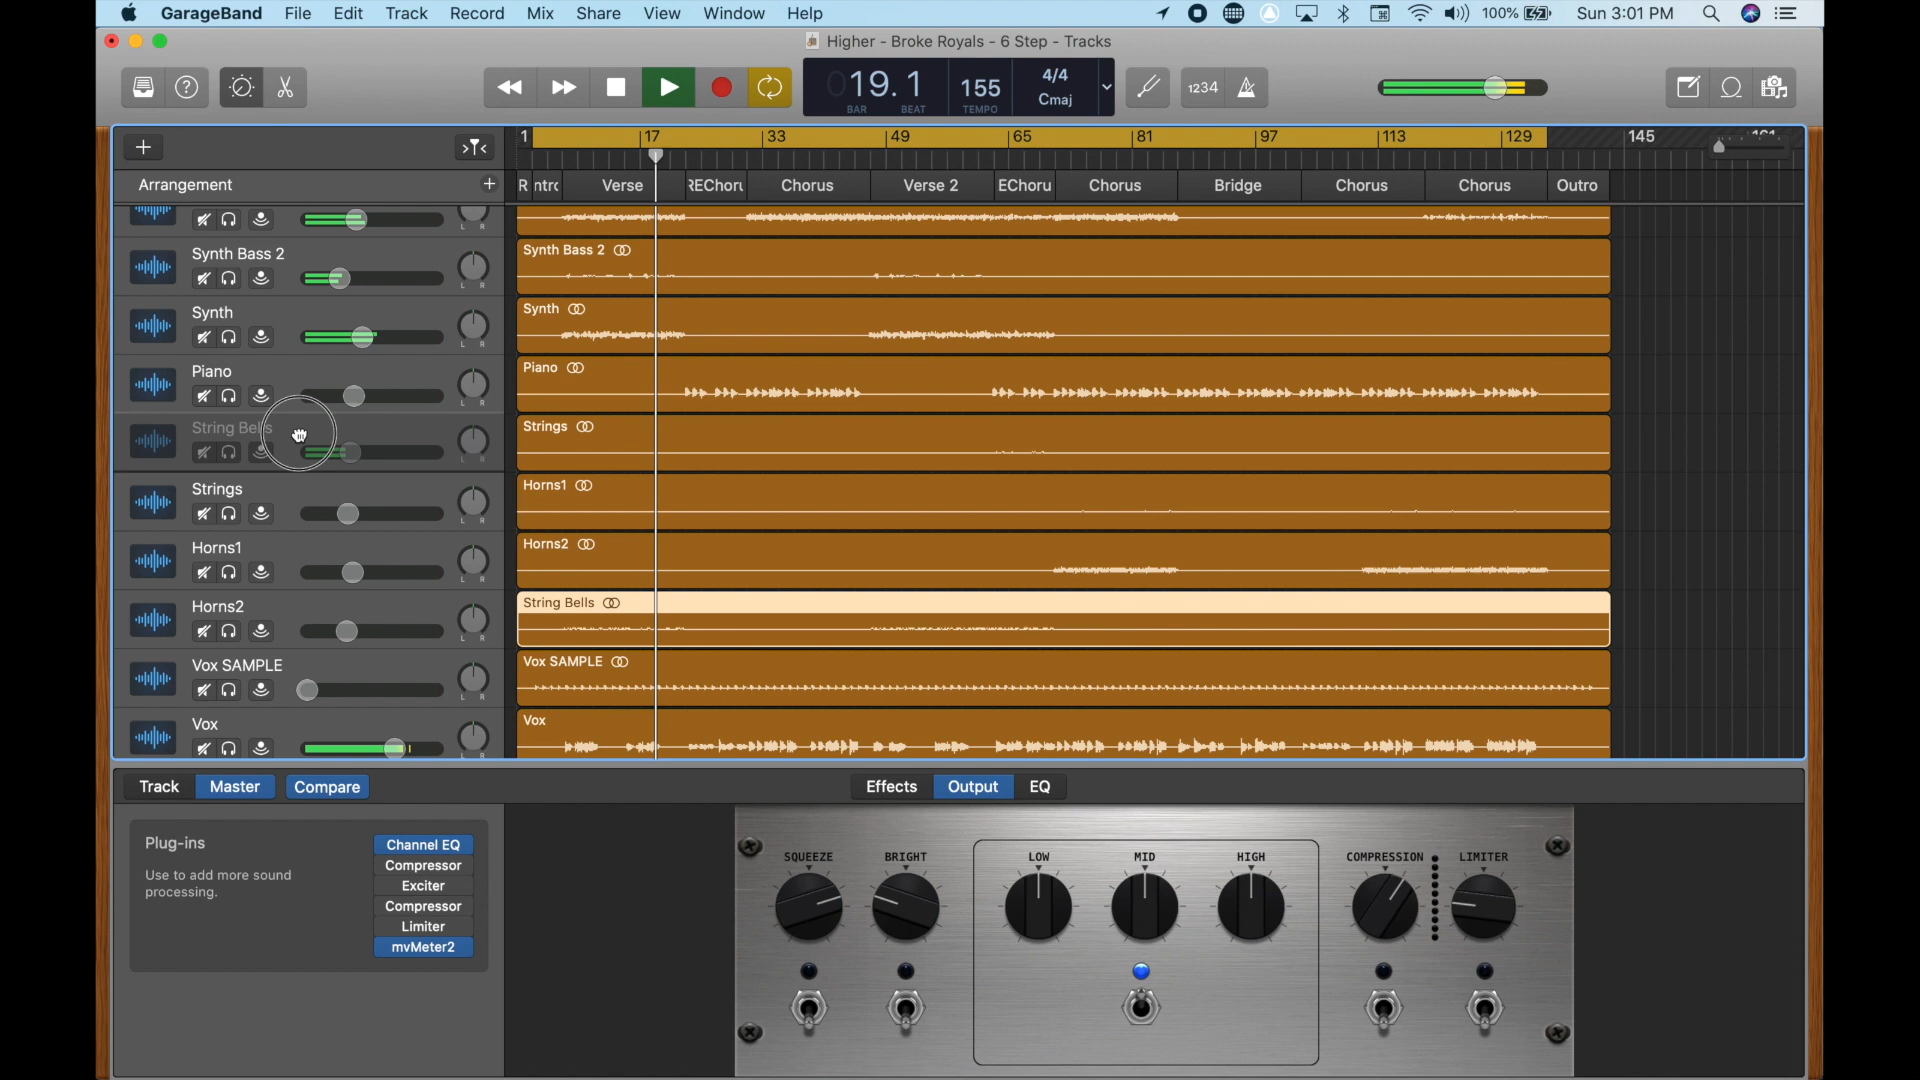 GarageBand File Edit Track Record Mix Share View Window Help 100% Sun 3:01 PM
Higher - Broke Royals - 6 Step - Tracks
19.1 155 4/4 Cmaj 1234
BAR BEAT TEMPO
1 17 33 49 65 81 97 113 129 145
Arrangement Verse Chorus Verse 2 EChoru Chorus Bridge Chorus Chorus Outro
L R
Synth Bass 2
L R
Synth
L R
Piano
L R
String Bells
L R
Strings
L R
Horns1
L R
Horns2
L R
Vox SAMPLE
L R
Vox
L R
Synth Bass 2
Synth
Piano
Strings
Horns1
Horns2
String Bells
Vox SAMPLE
Vox
Track Master Compare Effects Output EQ
Plug-ins
Use to add more sound
processing.
Channel EQ
Compressor
Exciter
Compressor
Limiter
mvMeter2
SQUEEZE BRIGHT LOW MID HIGH COMPRESSION LIMITER